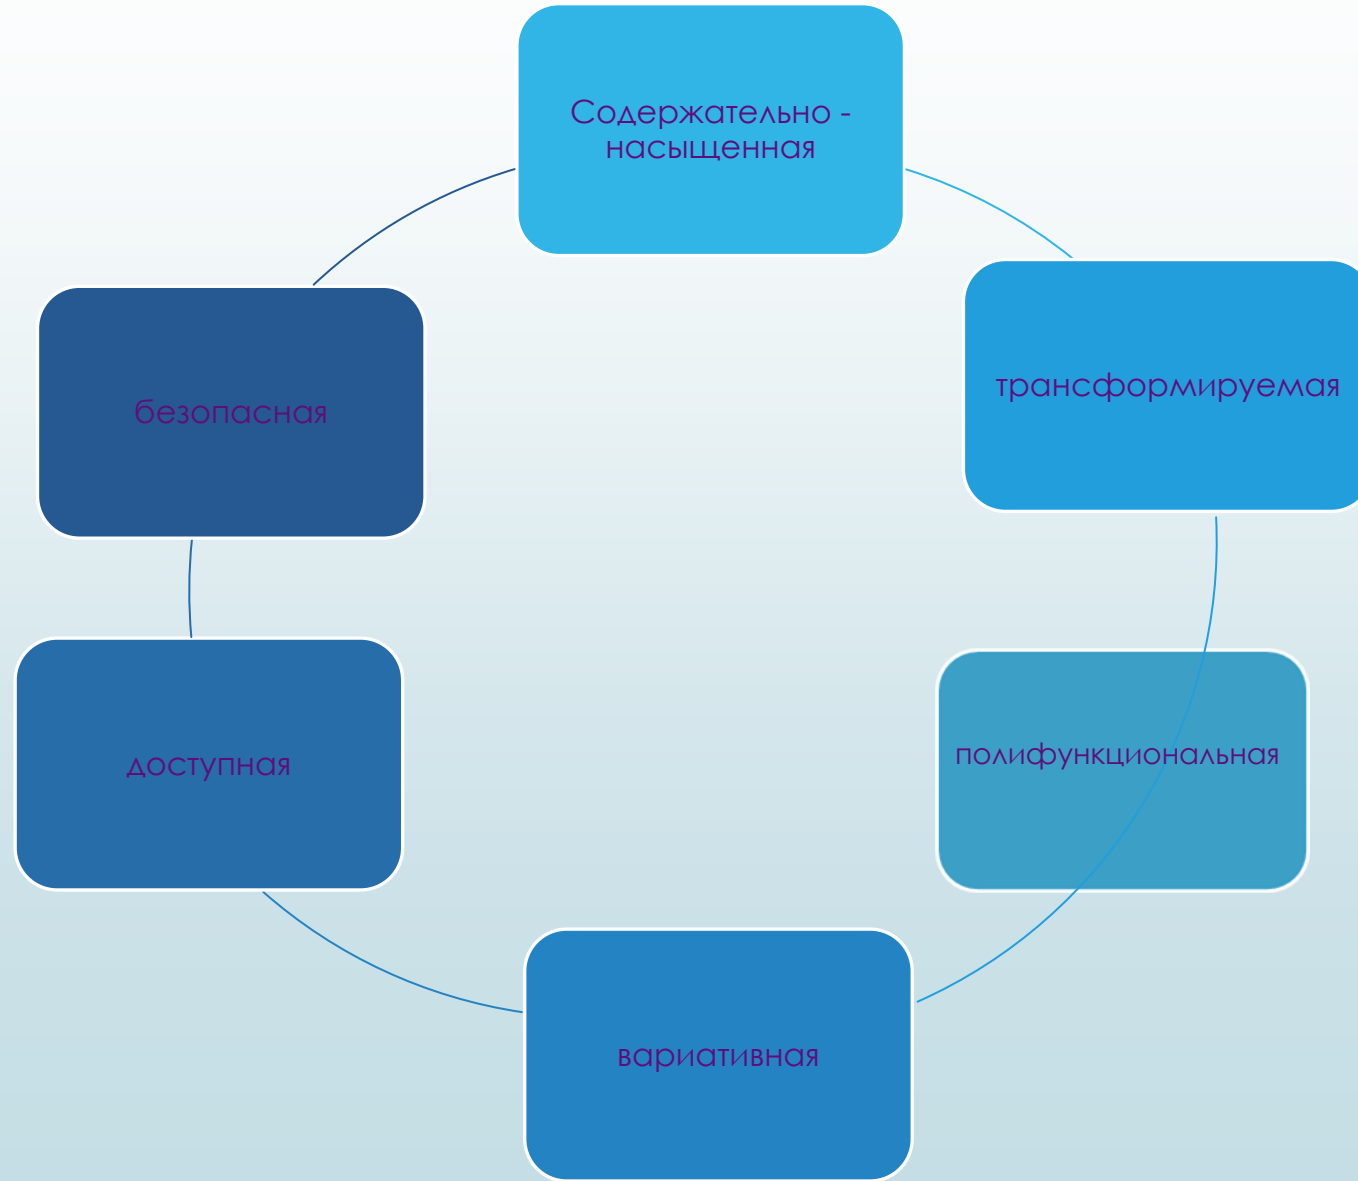 Содержательно -
насыщенная
трансформируемая
полифункциональная
вариативная
доступная
безопасная